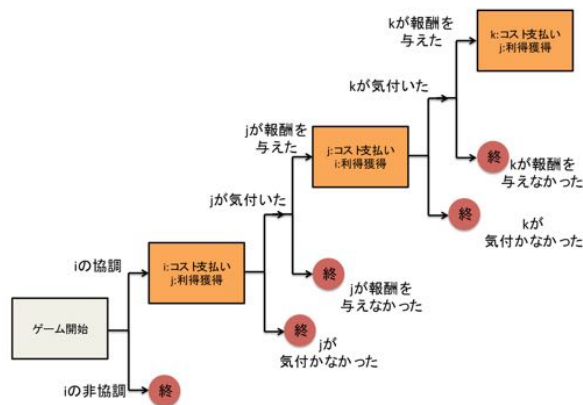 kが報酬を
与えた
k:コスト支払い
j:利得獲得
kが気付いた
jが報酬を
与えた
j:コスト支払い
i:利得獲得
終
kが報酬を
与えなかった
jが気付いた
終
kが
気付かなかった
iの協調
i:コスト支払い
j:利得獲得
終
jが報酬を
与えなかった
ゲーム開始
終
jが
気付かなかった
iの非協調
終